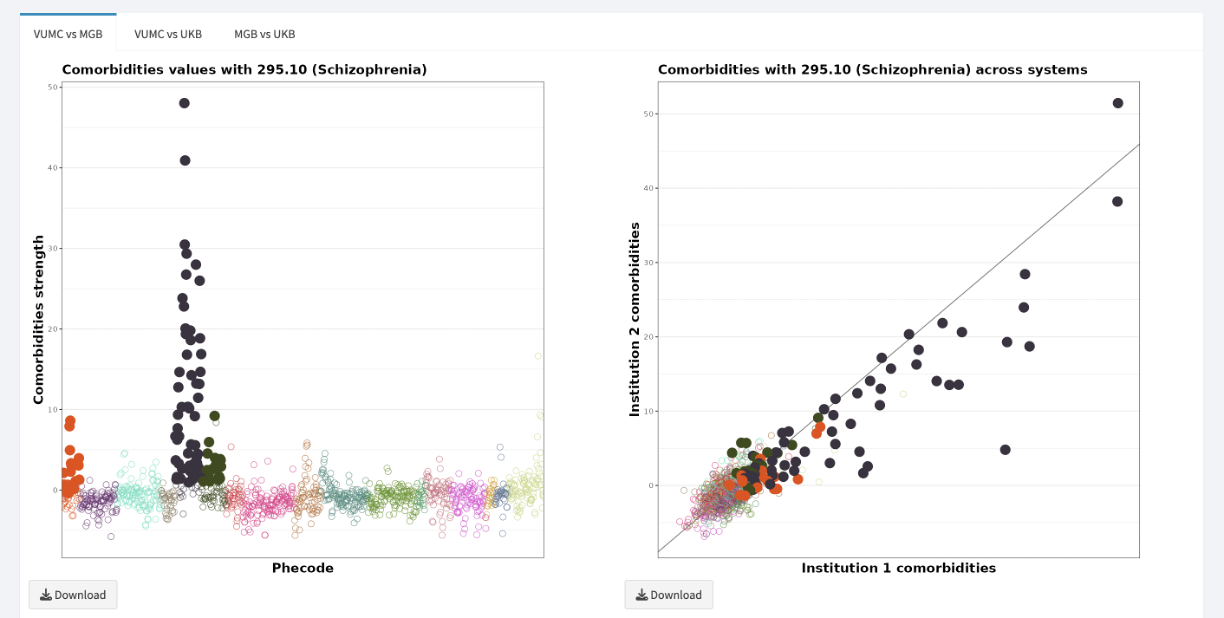 VUMC vs MGB VUMC vs UKB MGB vs UKB
Comorbidities values with 295.10 (Schizophrenia)
50
40
30
20
10
0
Comorbidities strength
Phecode
Download
Comorbidities with 295.10 (Schizophrenia) across systems
50
40
30
20
10
0
Institution 2 comorbidities
Institution 1 comorbidities
Download